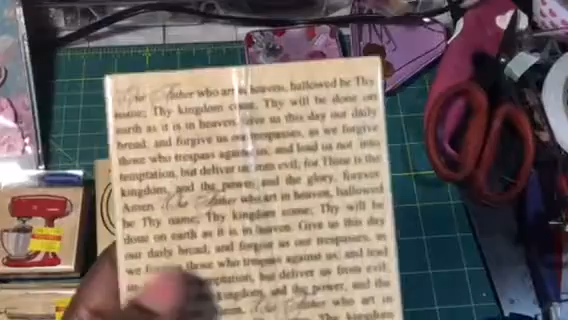 Our Father who art in heaven, hallowed be Thy
name; Thy kingdom come, Thy will be done on
earth as it is in heaven. Give us this day our daily
bread, and forgive us our trespasses, as we forgive
those who trespass against us, and lead us not into
temptation, but deliver us from evil; for Thine is the
kingdom, and the power, and the glory, forever.
Amen. Our Father who art in heaven, hallowed
be Thy name; Thy kingdom come; Thy will be
done on earth as it is in heaven. Give us this day
our daily bread, and forgive us our trespasses, as
we those who trespass against us; and lead
temptation, but deliver us from evil;
kingdom, and the power, and the
Our Father who art in
Thy kingdom